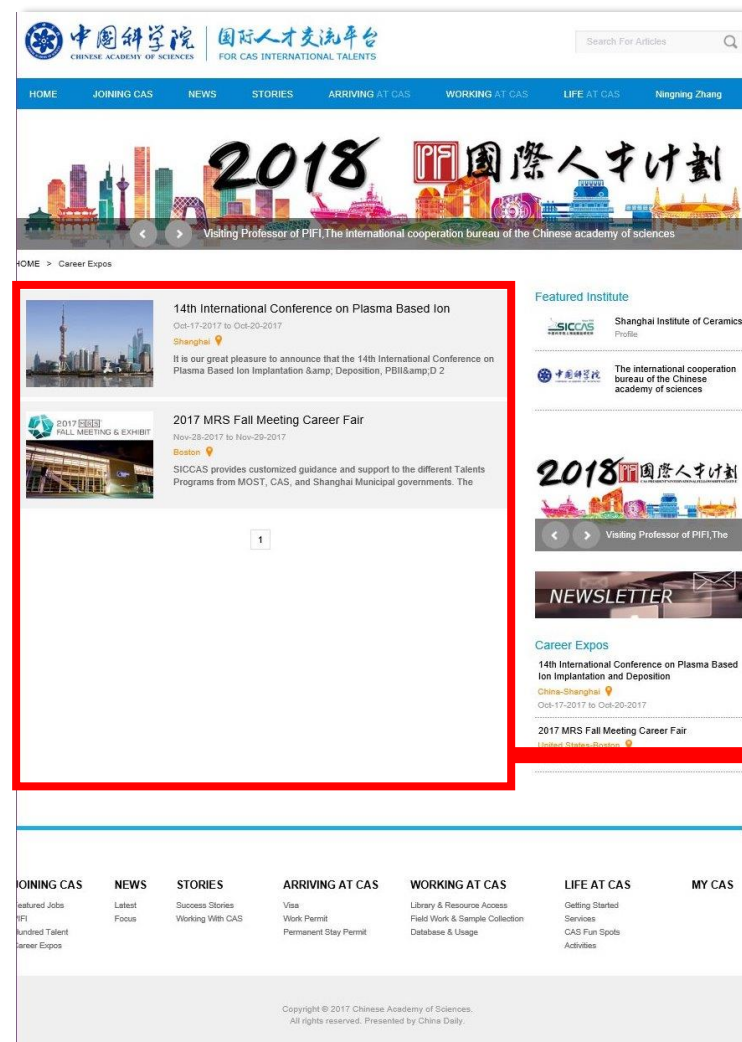 中国科学院
CHINESE ACADEMY OF SCIENCES
国际人才交流平台
FOR CAS INTERNATIONAL TALENTS
Search For Articles
HOME JOINING CAS NEWS STORIES ARRIVING AT CAS WORKING AT CAS LIFE AT CAS Ningning Zhang
2018 PIFI 國際人才计劃
Visiting Professor of PIFI,The international cooperation bureau of the Chinese academy of sciences
HOME > Career Expos
14th International Conference on Plasma Based Ion
Oct-17-2017 to Oct-20-2017
Shanghai
It is our great pleasure to announce that the 14th International Conference on
Plasma Based Ion Implantation &amp; Deposition, PBII&amp;D 2
2017 MRS
FALL MEETING & EXHIBIT
2017 MRS Fall Meeting Career Fair
Nov-28-2017 to Nov-29-2017
Boston
SICCAS provides customized guidance and support to the different Talents
Programs from MOST, CAS, and Shanghai Municipal governments. The
1
Featured Institute
SICCAS
Shanghai Institute of Ceramics
Profile
中国科学院
The international cooperation
bureau of the Chinese
academy of sciences
2018 PIFI 國際人才计劃
Visiting Professor of PIFI,The
NEWSLETTER
Career Expos
14th International Conference on Plasma Based
Ion Implantation and Deposition
China-Shanghai
Oct-17-2017 to Oct-20-2017
2017 MRS Fall Meeting Career Fair
United States-Boston
JOINING CAS
Featured Jobs
PIFI
Hundred Talent
Career Expos
NEWS
Latest
Focus
STORIES
Success Stories
Working With CAS
ARRIVING AT CAS
Visa
Work Permit
Permanent Stay Permit
WORKING AT CAS
Library & Resource Access
Field Work & Sample Collection
Database & Usage
LIFE AT CAS
Getting Started
Services
CAS Fun Spots
Activities
MY CAS
Copyright © 2017 Chinese Academy of Sciences.
All rights reserved. Presented by China Daily.